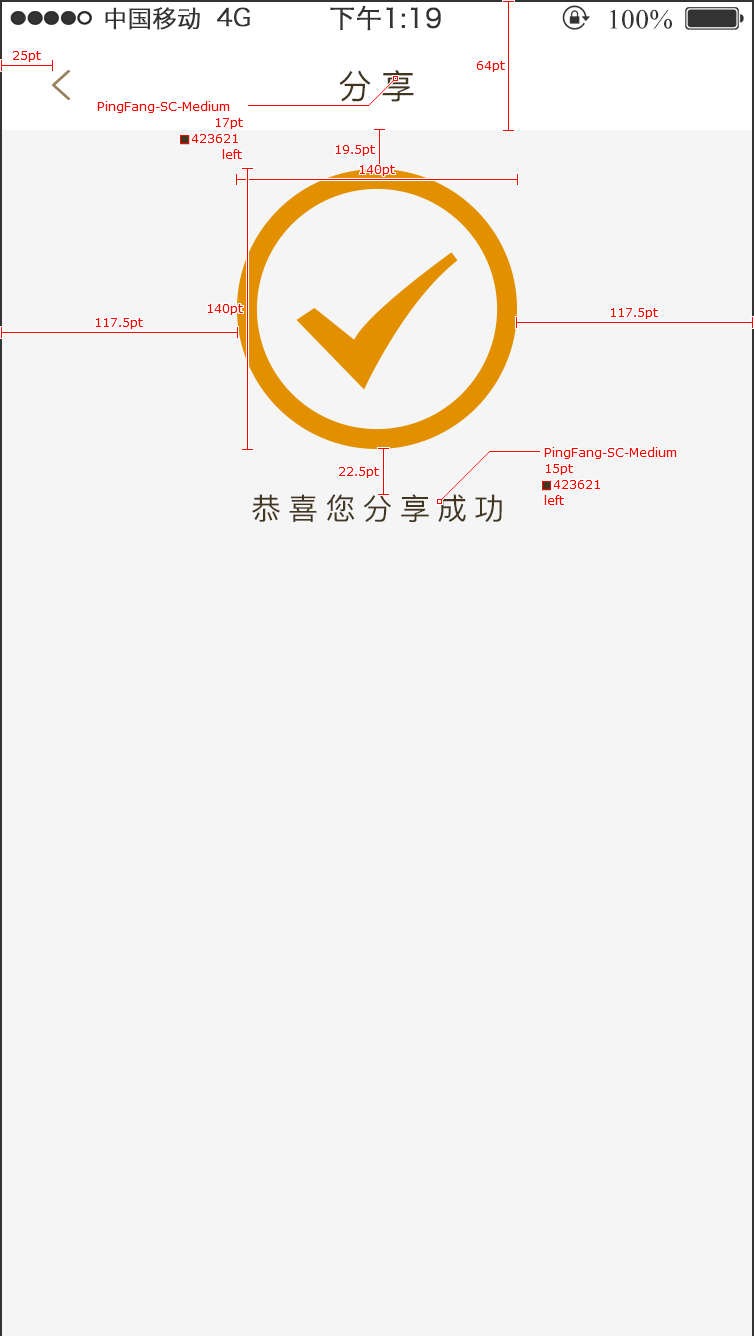 中国移动 4G 下午1:19 100%
25pt
64pt
分享
PingFang-SC-Medium
17pt
423621
left
19.5pt
140pt
140pt
117.5pt
117.5pt
22.5pt
PingFang-SC-Medium
15pt
423621
left
恭喜您分享成功